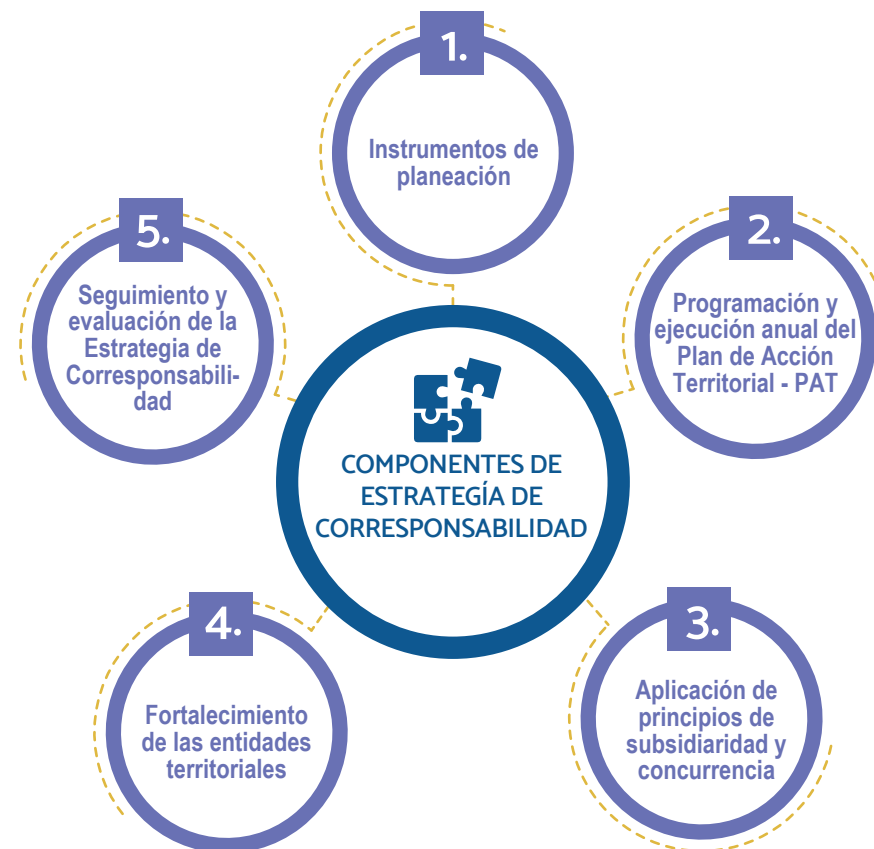 1.
Instrumentos de
planeación
2.
Programación y
ejecución anual del
Plan de Acción
Territorial - PAT
3.
Aplicación de
principios de
subsidiaridad y
concurrencia
4.
Fortalecimiento
de las entidades
territoriales
5.
Seguimiento y
evaluación de la
Estrategia de
Corresponsabili-
dad
COMPONENTES DE
ESTRATEGÍA DE
CORRESPONSABILIDAD